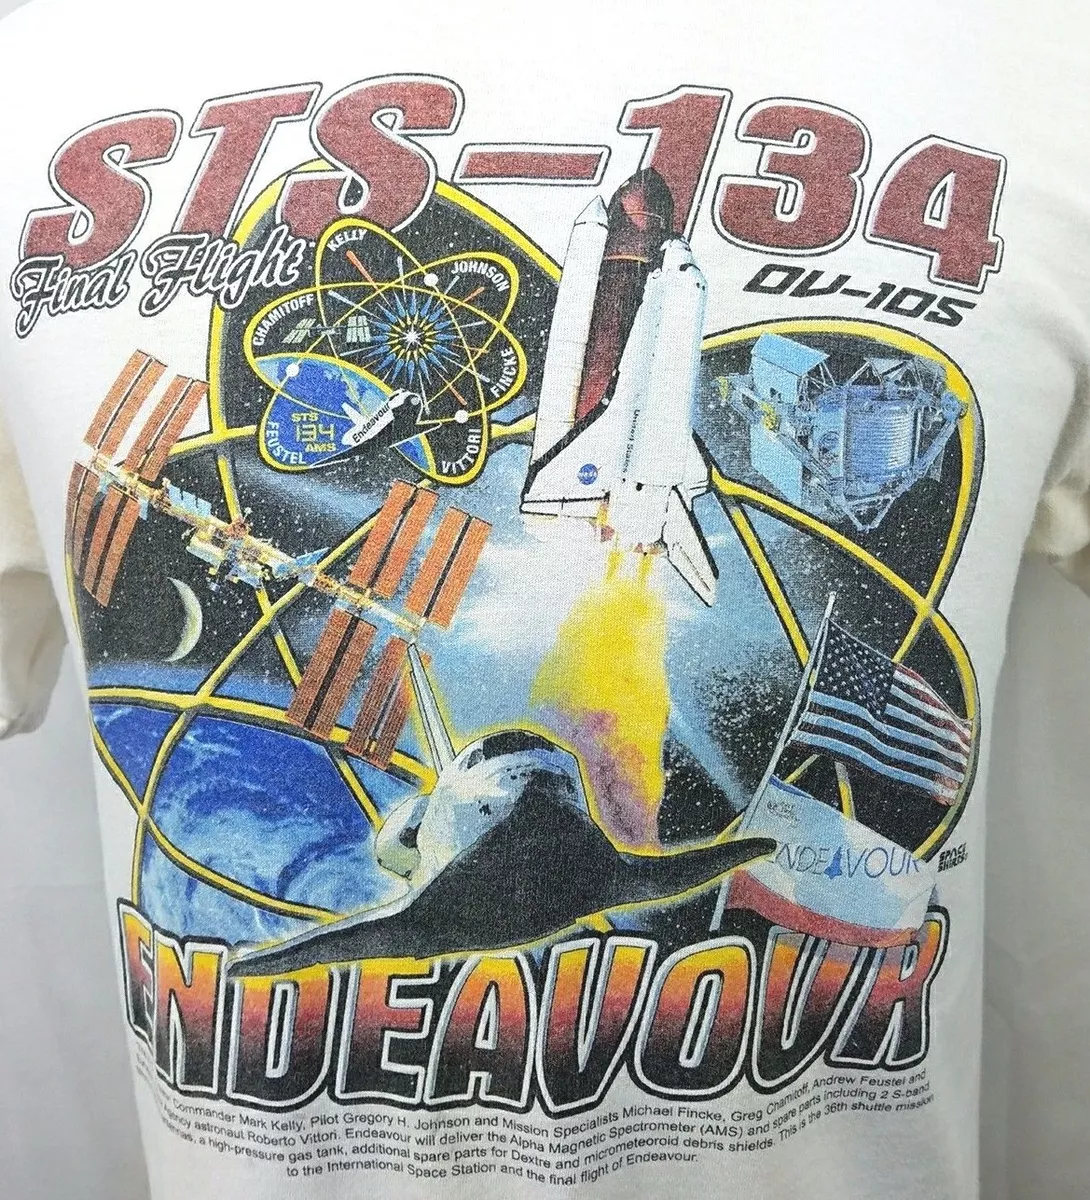 STS-134
Final Flight
OV-105
KELLY
JOHNSON
CHAMITOFF
FINCKE
STS
134
AMS
Endeavour
FEUSTEL
VITTORI
United States
NASA
ENDEAVOUR
SPACE
SHIRTS
ENDEAVOUR
Commander Mark Kelly, Pilot Gregory H. Johnson and Mission Specialists Michael Fincke, Greg Chamitoff, Andrew Feustel and
astronaut Roberto Vittori. Endeavour will deliver the Alpha Magnetic Spectrometer (AMS) and spare parts including 2 S-band
a high-pressure gas tank, additional spare parts for Dextre and micrometeoroid debris shields. This is the 36th shuttle mission
to the International Space Station and the final flight of Endeavour.